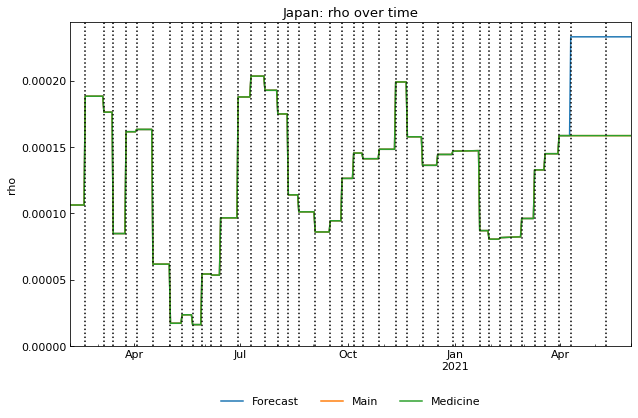 Japan: rho over time
rho
0.00020
0.00015
0.00010
0.00005
0.00000
Apr Jul Oct Jan Apr
2021
Forecast Main Medicine